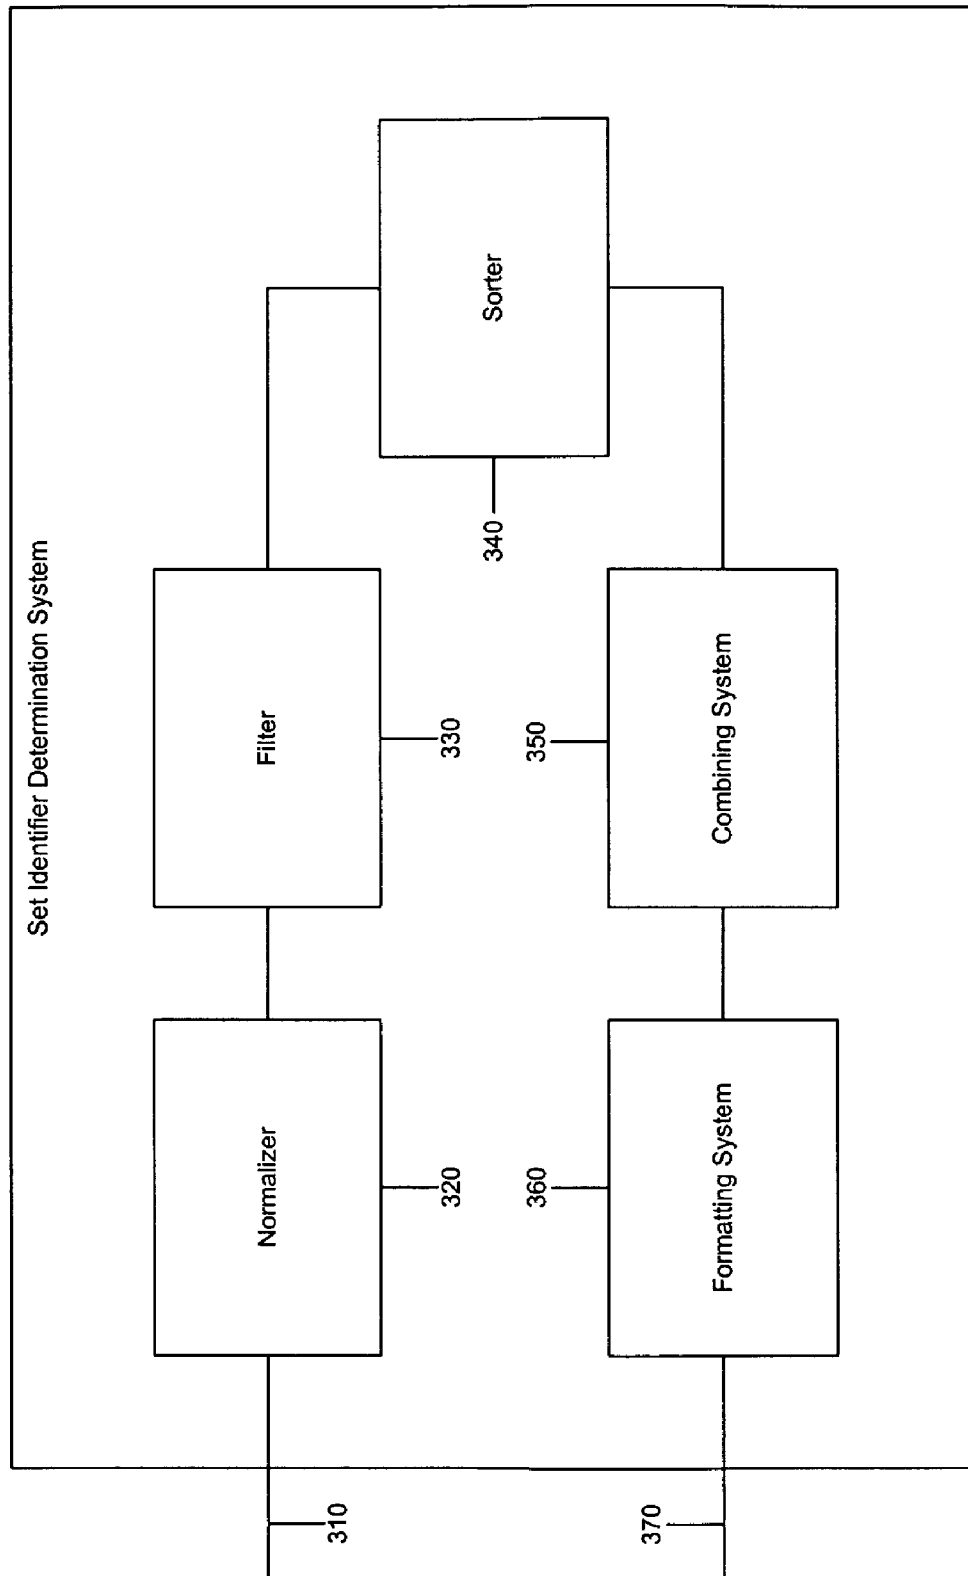 Set Identifier Determination System
310
Normalizer
320
Filter
330
Sorter
340
350
Combining System
360
Formatting System
370